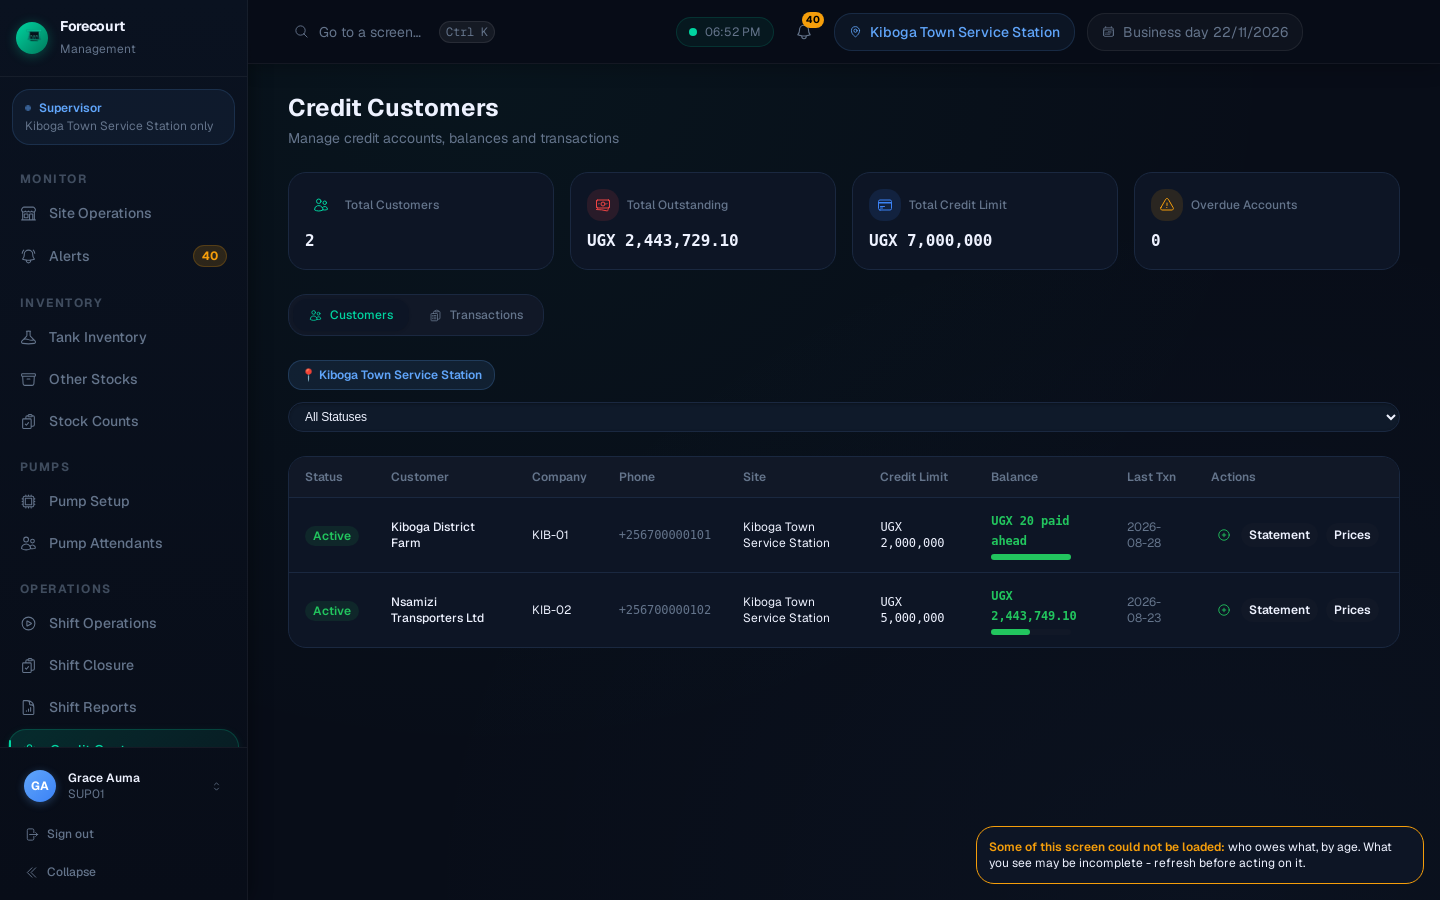 Forecourt
Management
Supervisor
Kiboga Town Service Station only
MONITOR
Site Operations
Alerts
40
INVENTORY
Tank Inventory
Other Stocks
Stock Counts
PUMPS
Pump Setup
Pump Attendants
OPERATIONS
Shift Operations
Shift Closure
Shift Reports
GA
Grace Auma
SUP01
Sign out
Collapse
Go to a screen...
Ctrl K
06:52 PM
40
Kiboga Town Service Station
Business day 22/11/2026
Credit Customers
Manage credit accounts, balances and transactions
Total Customers
2
Total Outstanding
UGX 2,443,729.10
Total Credit Limit
UGX 7,000,000
Overdue Accounts
0
Customers
Transactions
Kiboga Town Service Station
All Statuses
Status Customer Company Phone Site Credit Limit Balance Last Txn Actions
Active
Kiboga District
Farm
KIB-01
+256700000101
Kiboga Town
Service Station
UGX
2,000,000
UGX 20 paid
ahead
2026-
08-28
Statement
Prices
Active
Nsamizi
Transporters Ltd
KIB-02
+256700000102
Kiboga Town
Service Station
UGX
5,000,000
UGX
2,443,749.10
2026-
08-23
Statement
Prices
Some of this screen could not be loaded: who owes what, by age. What
you see may be incomplete - refresh before acting on it.